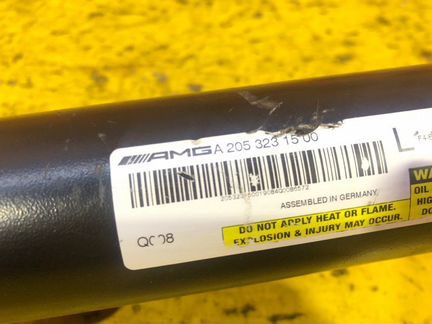 AMG A 205 323 15 00
L
ASSEMBLED IN GERMANY
Q008
DO NOT APPLY HEAT OR FLAME.
EXPLOSION & INJURY MAY OCCUR.
WA
OIL
HIG
DO